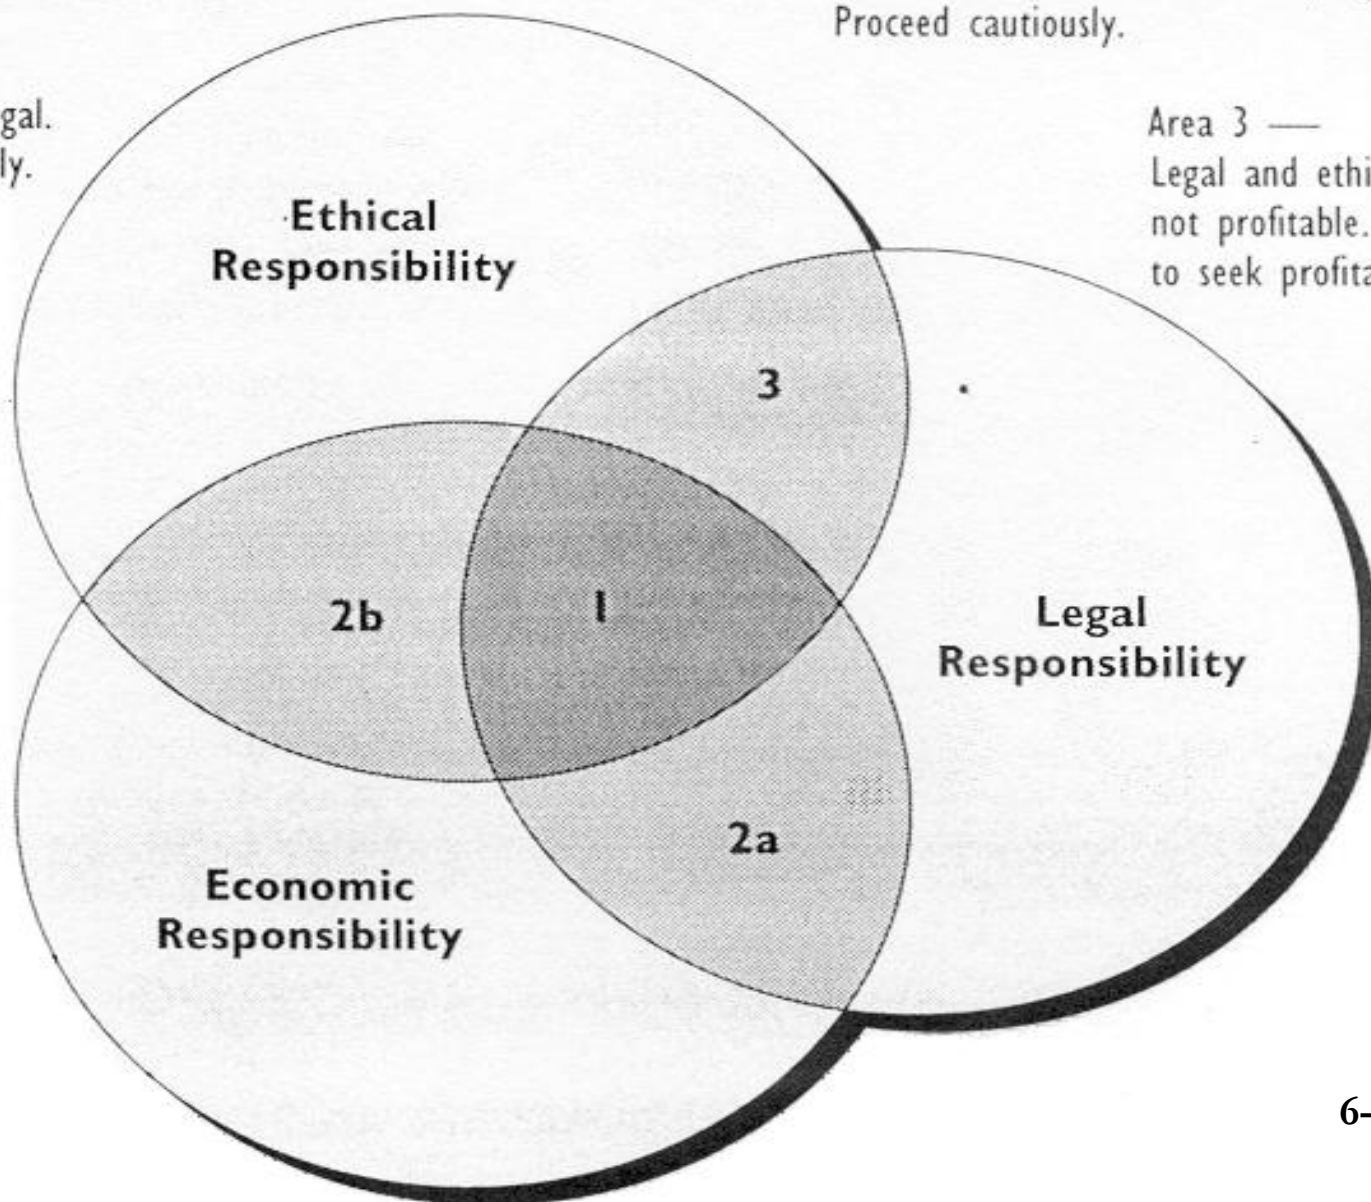 Proceed cautiously.
gal.
ly.
Area 3 —
Legal and ethi
not profitable.
to seek profita
Ethical
Responsibility
3
2b
1
Legal
Responsibility
2a
Economic
Responsibility
6-